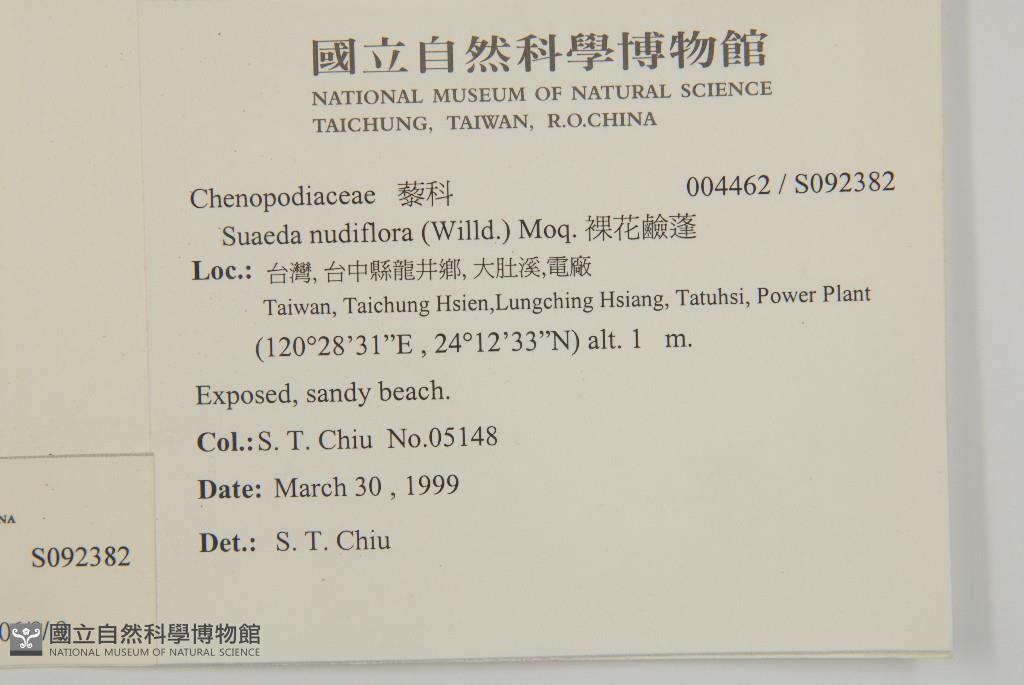 國立自然科學博物館
NATIONAL MUSEUM OF NATURAL SCIENCE
TAICHUNG, TAIWAN, R.O.CHINA
Chenopodiaceae 藜科 004462 / S092382
Suaeda nudiflora (Willd.) Moq. 裸花鹼蓬
Loc.: 台灣, 台中縣龍井鄉, 大肚溪,電廠
Taiwan, Taichung Hsien,Lungching Hsiang, Tatuhsi, Power Plant
(120°28’31”E , 24°12’33”N) alt. 1 m.
Exposed, sandy beach.
Col.: S. T. Chiu No.05148
Date: March 30 , 1999
Det.: S. T. Chiu
NA
S092382
國立自然科學博物館
NATIONAL MUSEUM OF NATURAL SCIENCE